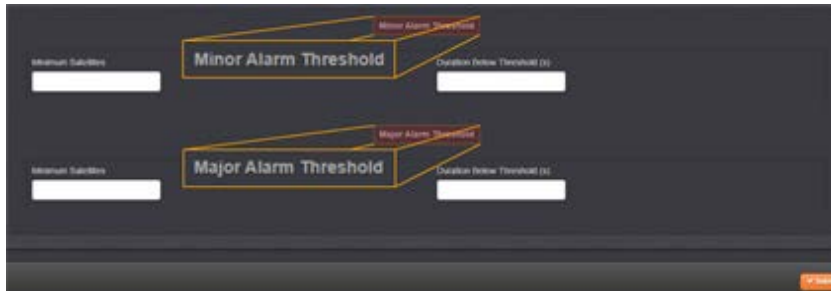 Minor Alarm Threshold
Minor Alarm Threshold
Minimum Satellites
Duration Below Threshold (s)
Major Alarm Threshold
Major Alarm Threshold
Minimum Satellites
Duration Below Threshold (s)